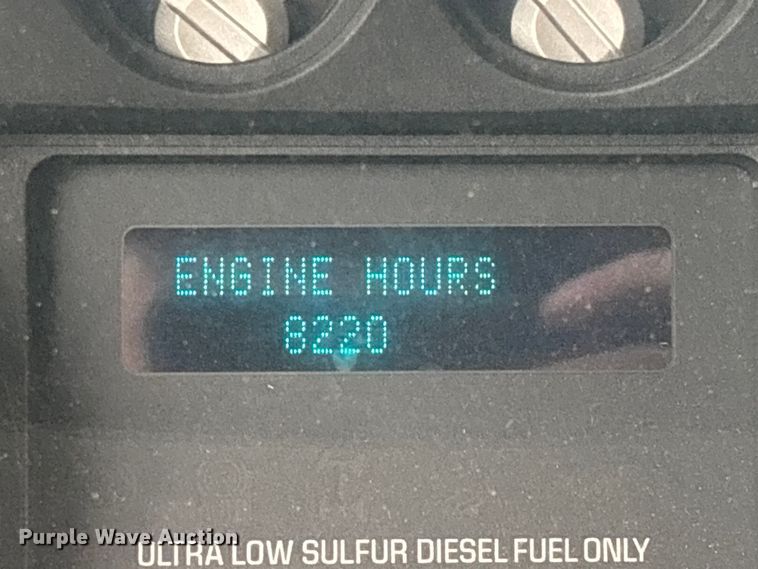 ENGINE HOURS
8220
Purple Wave Auction
ULTRA LOW SULFUR DIESEL FUEL ONLY